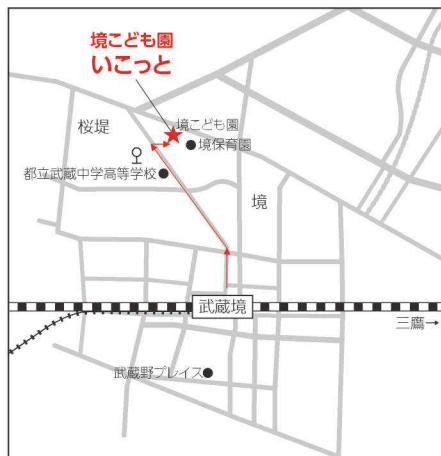 境こども園
いこっと
境こども園
桜堤
境保育園
都立武蔵中学高等学校
境
武蔵境
三鷹→
武蔵野プレイス